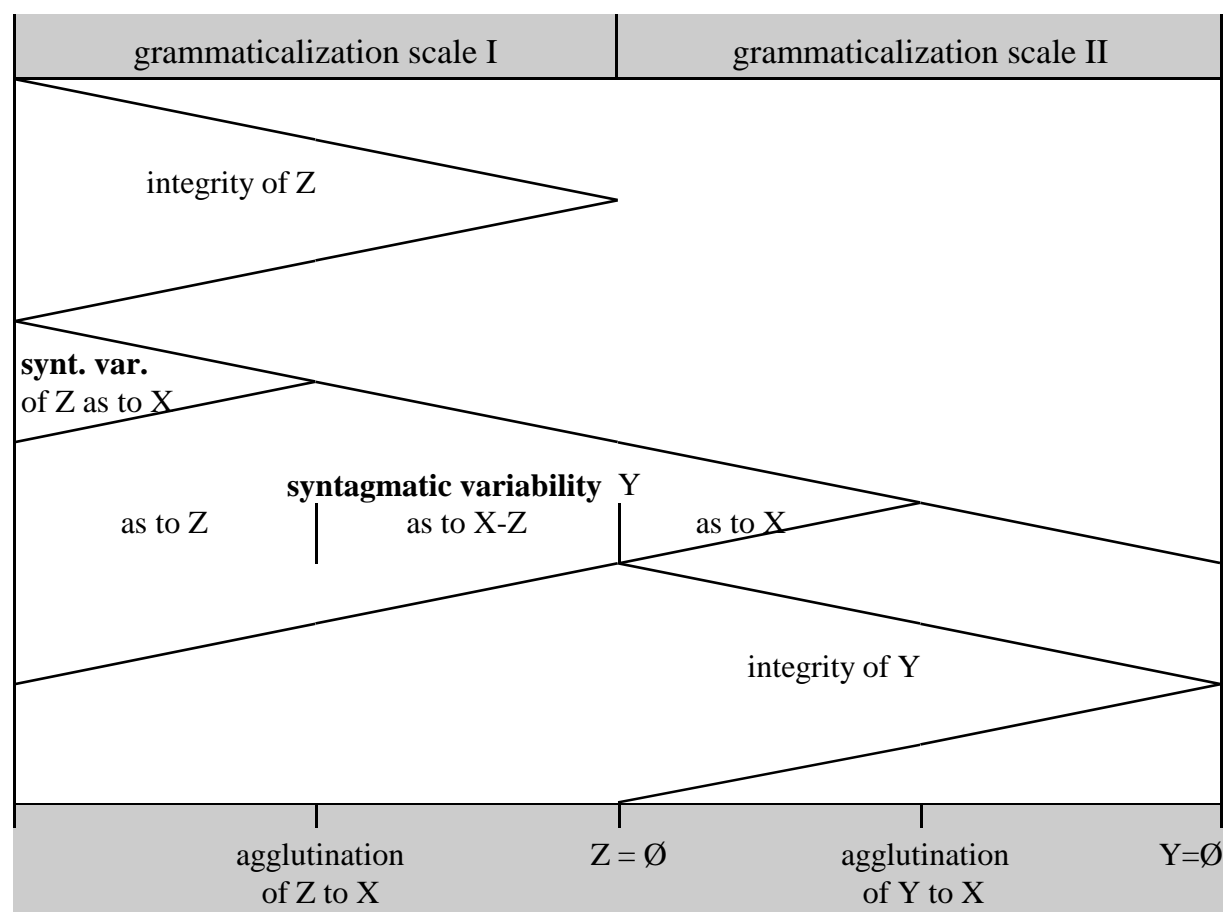 grammaticalization scale I
grammaticalization scale II
integrity of Z
synt. var.
of Z as to X
syntagmatic variability Y
as to Z
as to X-Z
as to X
integrity of Y
agglutination
of Z to X
Z = Ø
agglutination
of Y to X
Y=Ø